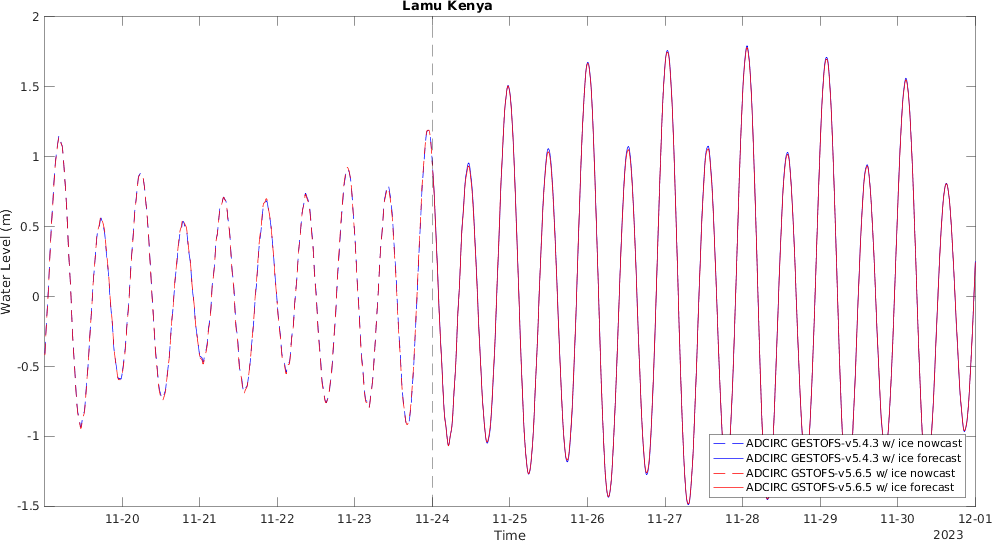 Lamu Kenya
2
1.5
1
0.5
0
-0.5
-1
-1.5
Water Level (m)
11-20 11-21 11-22 11-23 11-24 11-25 11-26 11-27 11-28 11-29 11-30 12-01
Time
2023
ADCIRC GESTOFS-v5.4.3 w/ ice nowcast
ADCIRC GESTOFS-v5.4.3 w/ ice forecast
ADCIRC GSTOFS-v5.6.5 w/ ice nowcast
ADCIRC GSTOFS-v5.6.5 w/ ice forecast